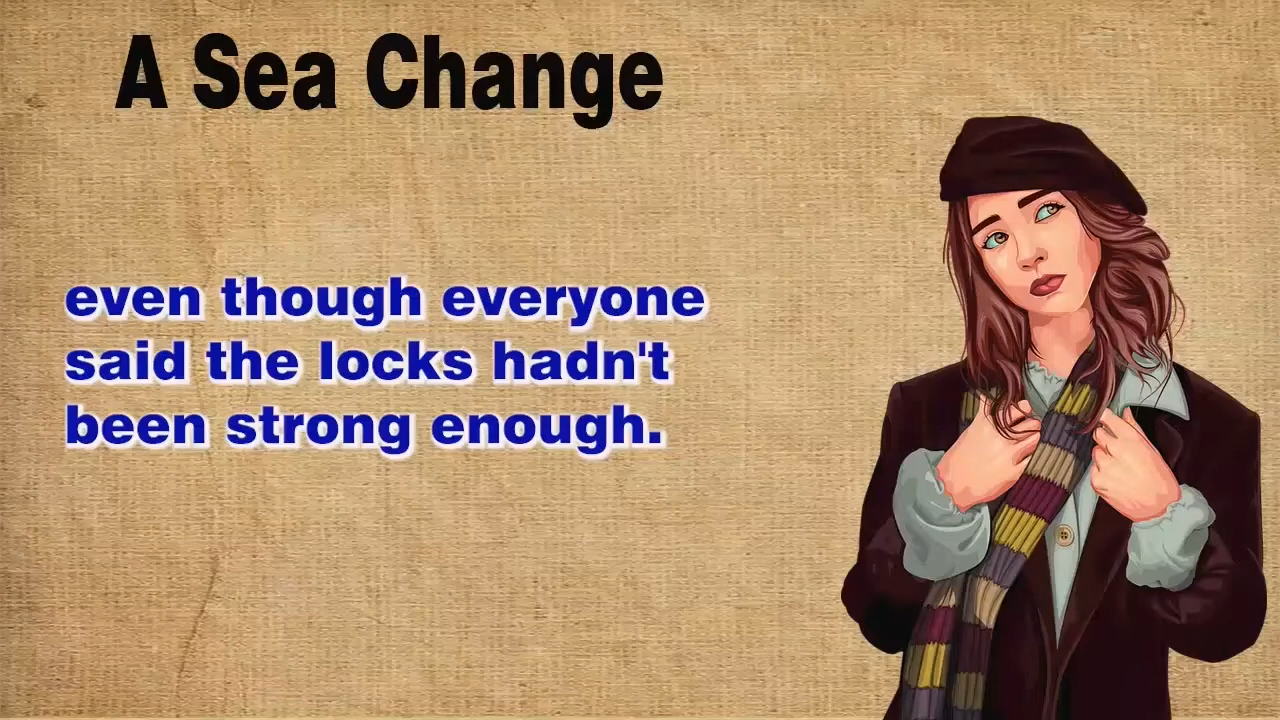 A Sea Change
even though everyone
said the locks hadn't
been strong enough.